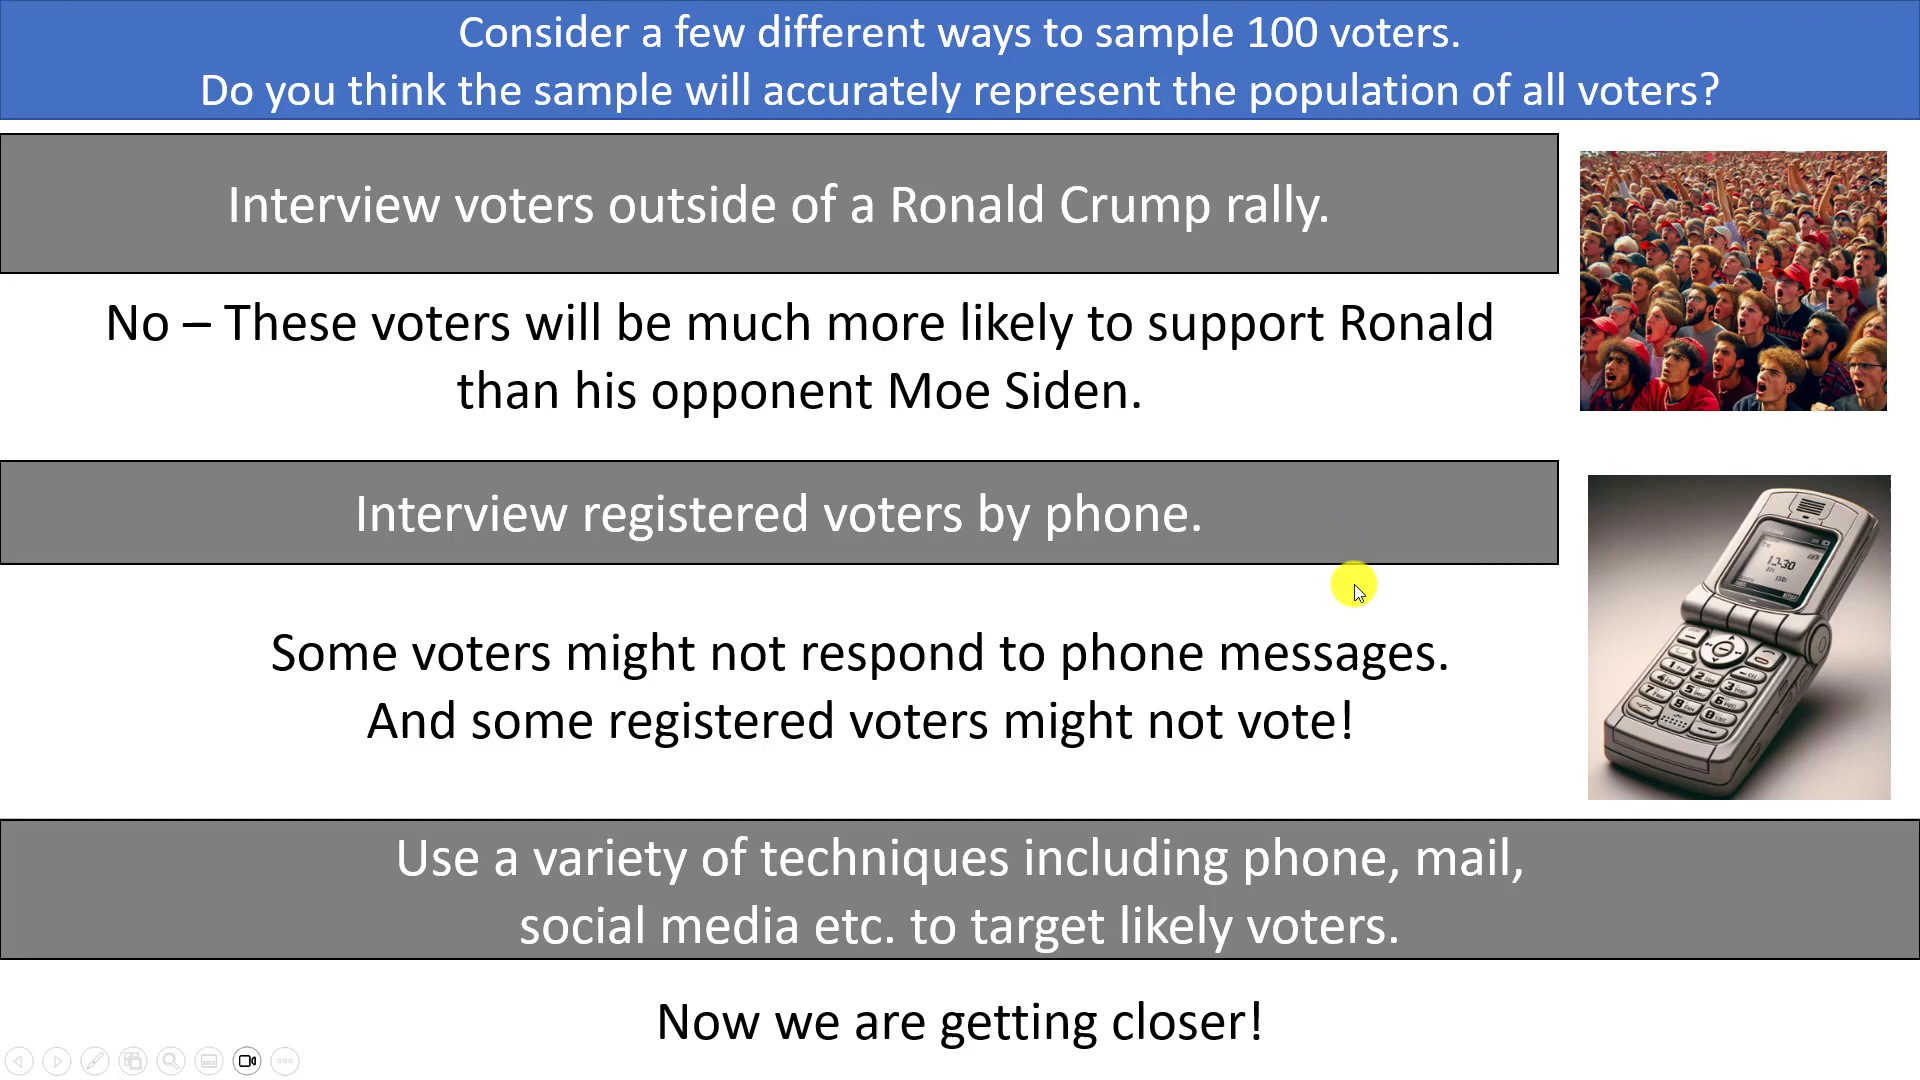 Consider a few different ways to sample 100 voters.
Do you think the sample will accurately represent the population of all voters?
Interview voters outside of a Ronald Crump rally.
No – These voters will be much more likely to support Ronald
than his opponent Moe Siden.
Interview registered voters by phone.
Some voters might not respond to phone messages.
And some registered voters might not vote!
Use a variety of techniques including phone, mail,
social media etc. to target likely voters.
Now we are getting closer!